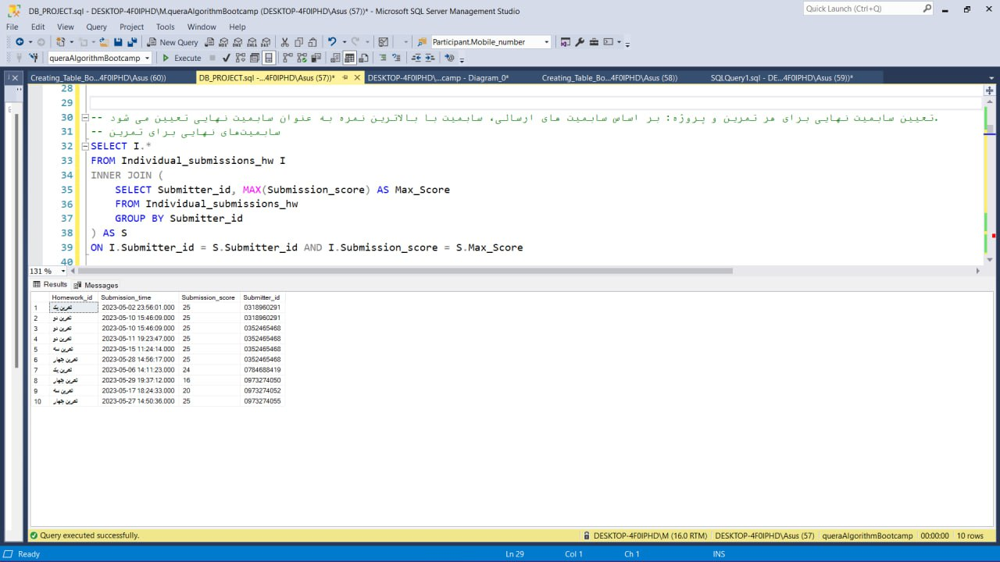 DB_PROJECT.sql - DESKTOP-4F0IPHD\M.queraAlgorithmBootcamp (DESKTOP-4F0IPHD\Asus (57))* - Microsoft SQL Server Management Studio
Quick Launch (Ctrl+Q)
File Edit View Query Project Tools Window Help
New Query MDX DMX XMLA DAX Participant.Mobile_number
queraAlgorithmBootcamp Execute
Creating_Table_Bo...4F0IPHD\Asus (60)) DB_PROJECT.sql -...4F0IPHD\Asus (57))* DESKTOP-4F0IPHD\...camp - Diagram_0* Creating_Table_Bo...4F0IPHD\Asus (58)) SQLQuery1.sql - DE...4F0IPHD\Asus (59))*
28
29
30 -- تعیین سابمیت نهایی برای هر تمرین و پروژه: بر اساس سابمیت های ارسالی، سابمیت با بالاترین نمره به عنوان سابمیت نهایی تعیین می شود.
31 -- سابمیت‌های نهایی برای تمرین
32 SELECT I.*
33 FROM Individual_submissions_hw I
34 INNER JOIN (
35 SELECT Submitter_id, MAX(Submission_score) AS Max_Score
36 FROM Individual_submissions_hw
37 GROUP BY Submitter_id
38 ) AS S
39 ON I.Submitter_id = S.Submitter_id AND I.Submission_score = S.Max_Score
40
131 %
Results Messages
Homework_id Submission_time Submission_score Submitter_id
1 تمرین یک 2023-05-02 23:56:01.000 25 0318960291
2 تمرین دو 2023-05-10 15:46:09.000 25 0318960291
3 تمرین دو 2023-05-10 15:46:09.000 25 0352465468
4 تمرین دو 2023-05-11 19:23:47.000 25 0352465468
5 تمرین سه 2023-05-15 11:24:14.000 25 0352465468
6 تمرین چهار 2023-05-28 14:56:17.000 25 0352465468
7 تمرین یک 2023-05-06 14:11:23.000 24 0784688419
8 تمرین چهار 2023-05-29 19:37:12.000 16 0973274050
9 تمرین سه 2023-05-17 18:24:33.000 20 0973274052
10 تمرین چهار 2023-05-27 14:50:36.000 25 0973274055
Query executed successfully. DESKTOP-4F0IPHD\M (16.0 RTM) DESKTOP-4F0IPHD\Asus (57) queraAlgorithmBootcamp 00:00:00 10 rows
Ready Ln 29 Col 1 Ch 1 INS